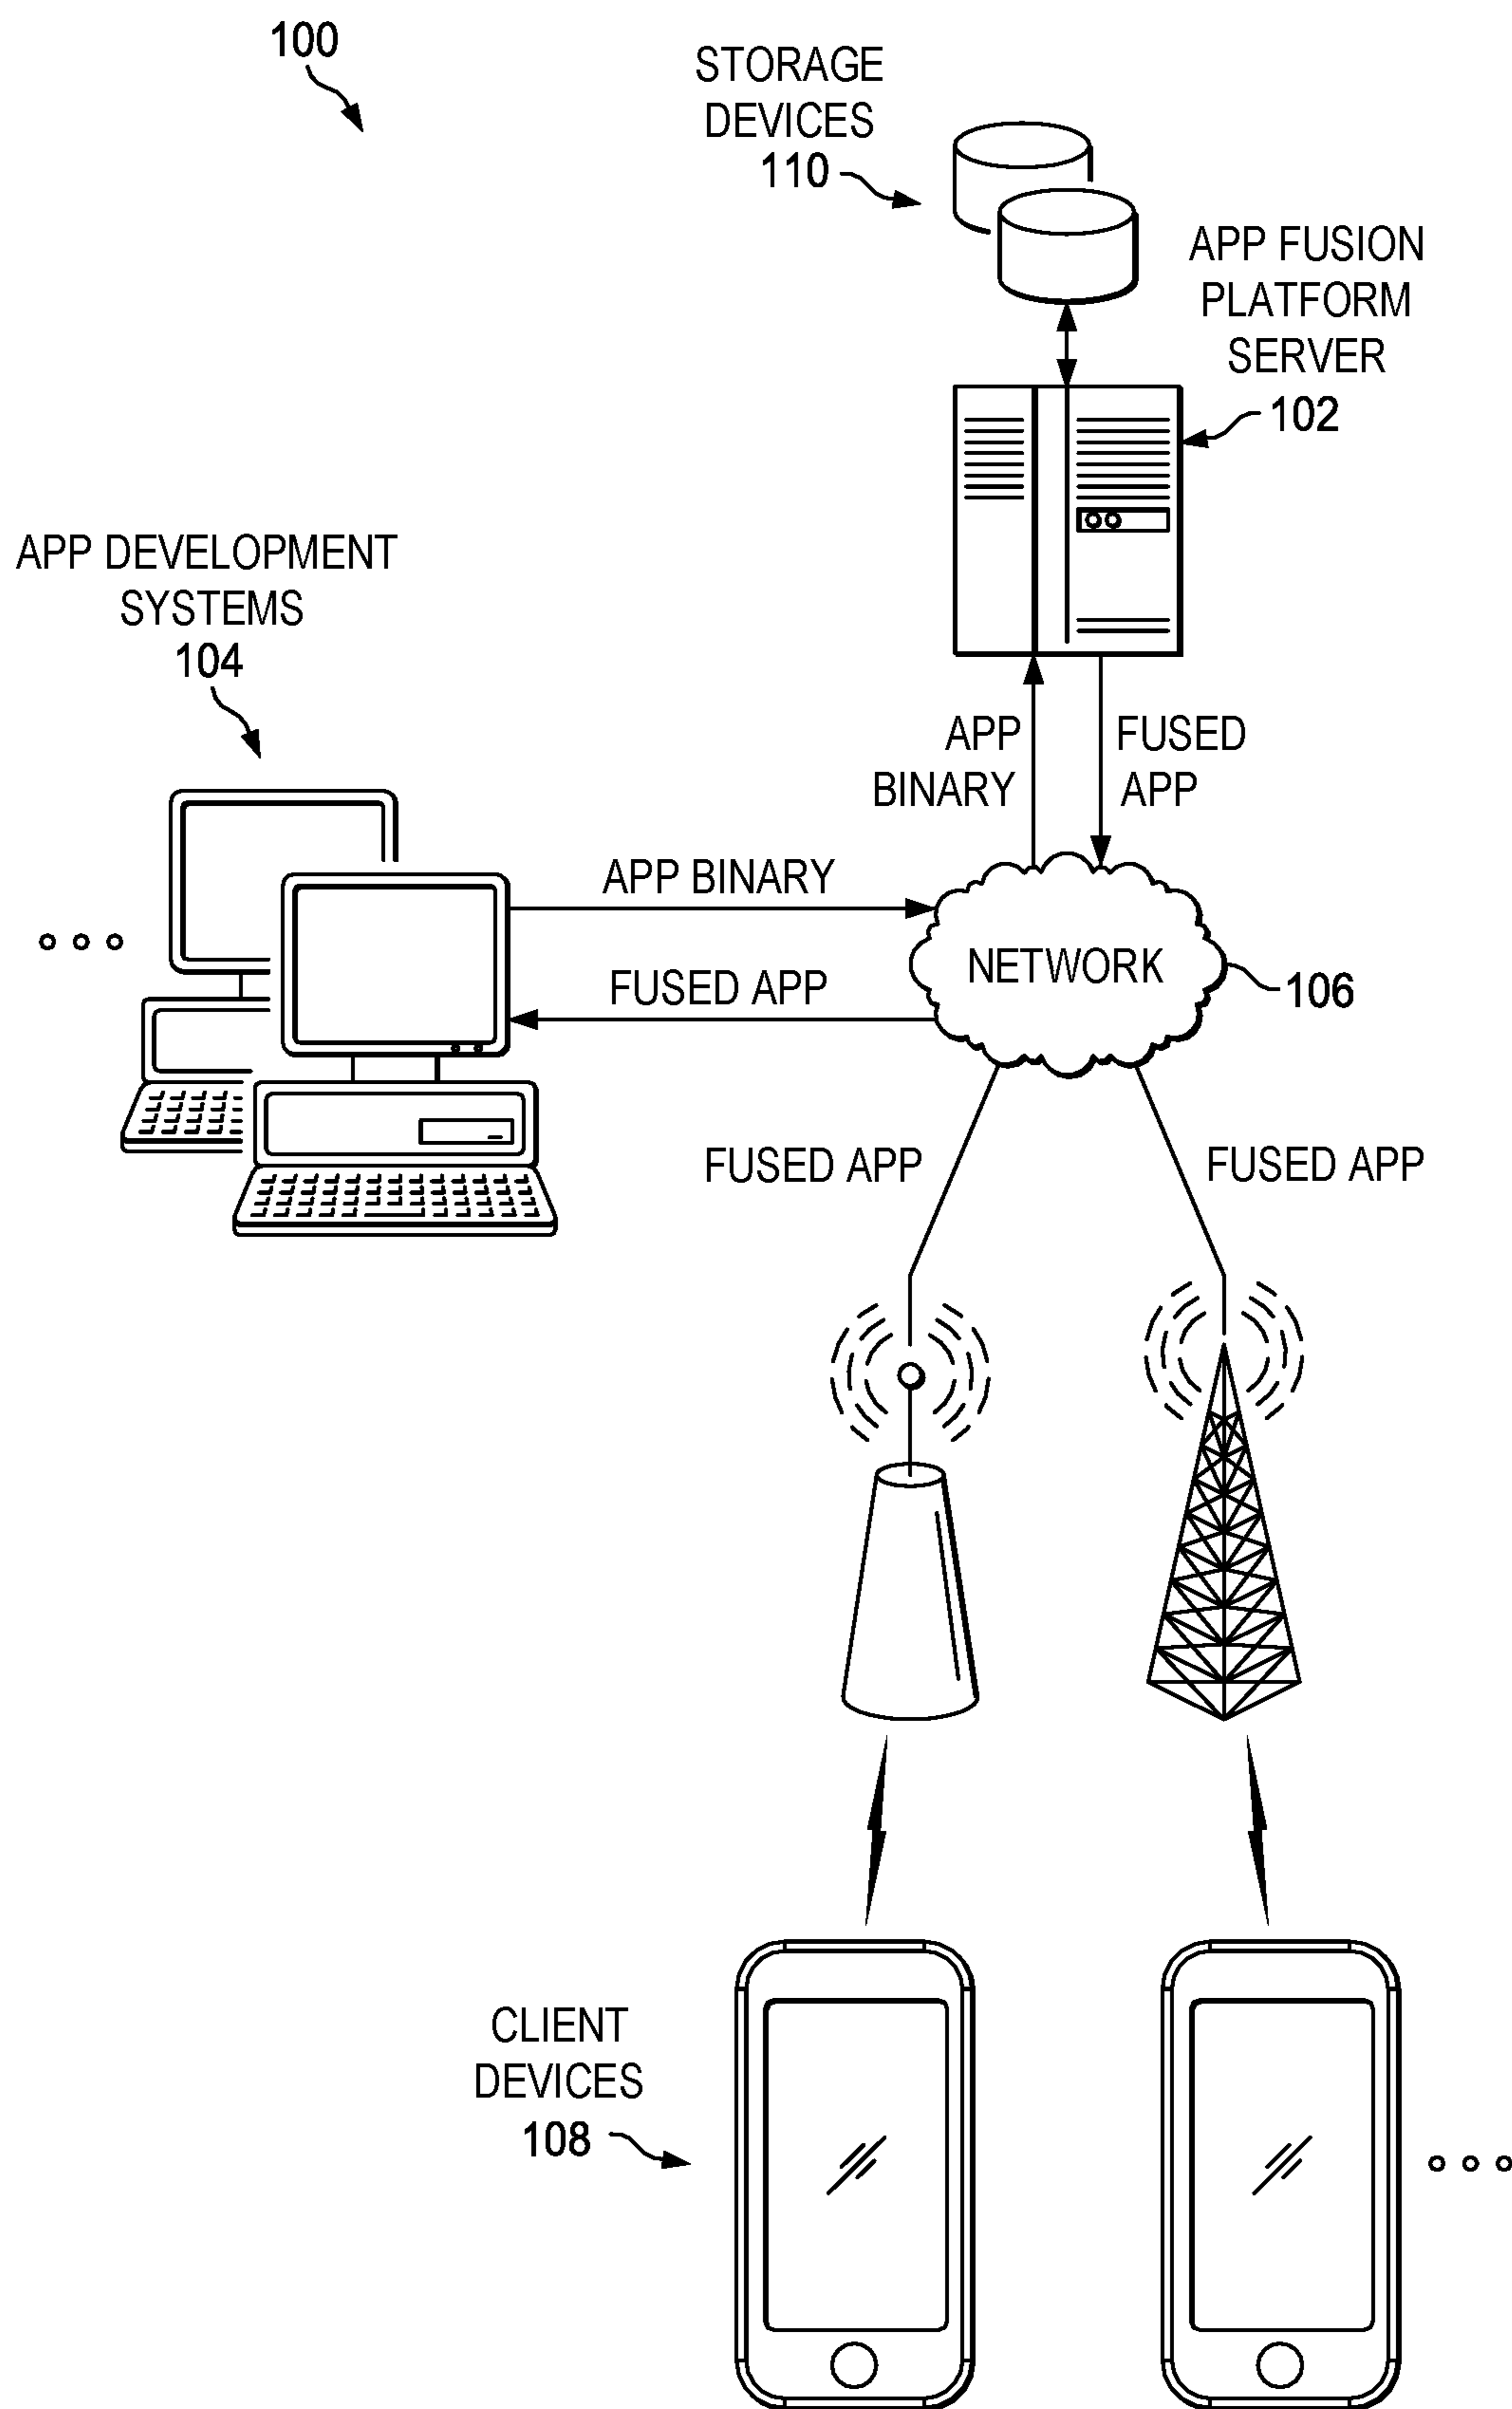 100
STORAGE
DEVICES
110
APP FUSION
PLATFORM
SERVER
102
APP DEVELOPMENT
SYSTEMS
104
APP
BINARY
FUSED
APP
APP BINARY
FUSED APP
NETWORK
106
FUSED APP
FUSED APP
CLIENT
DEVICES
108